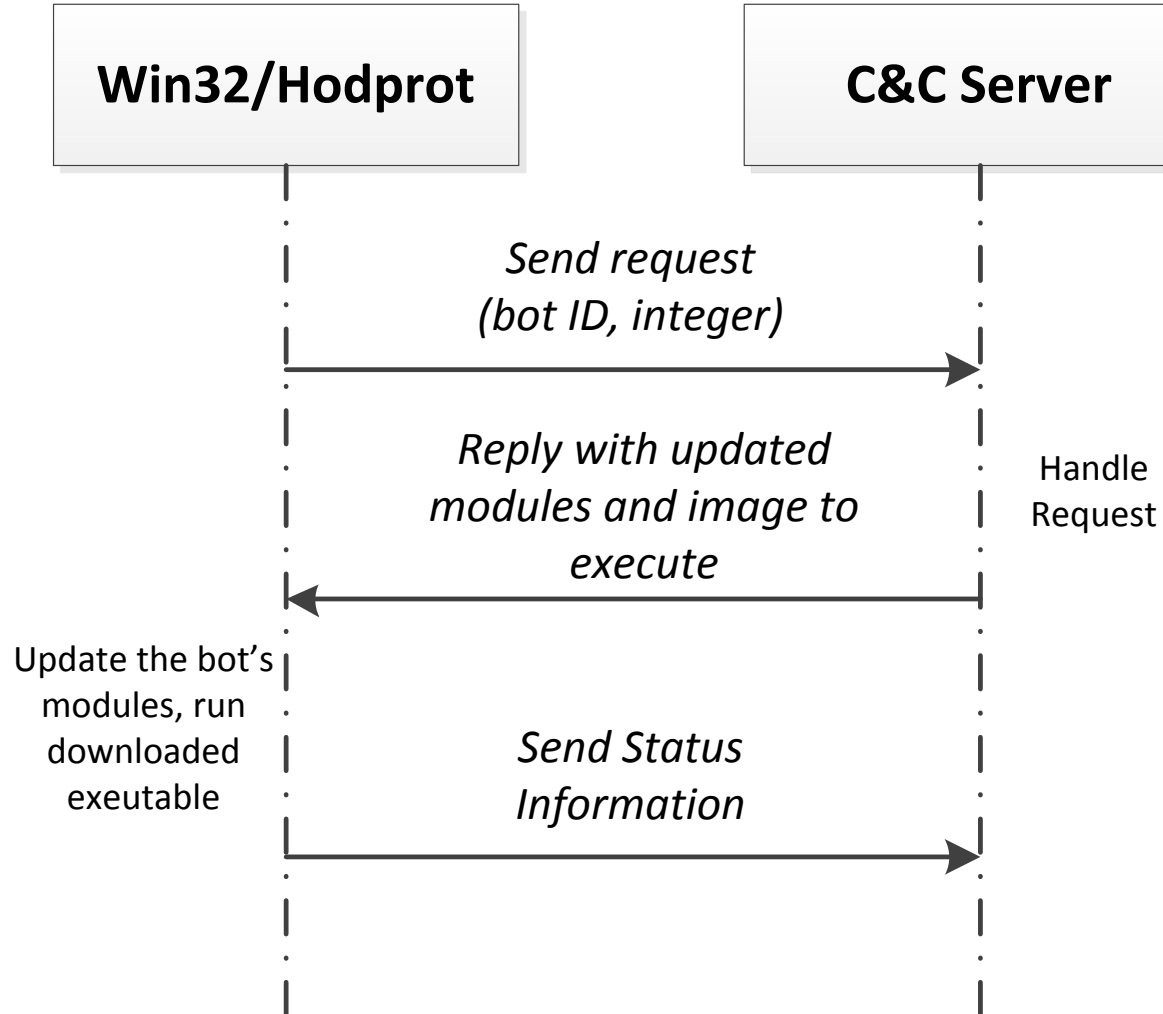 Win32/Hodprot
C&C Server
Send request
(bot ID, integer)
Reply with updated
modules and image to
execute
Handle
Request
Update the bot’s
modules, run
downloaded
exeutable
Send Status
Information